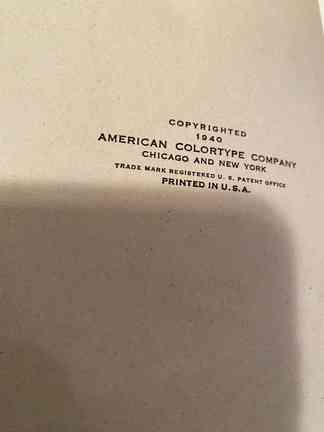 COPYRIGHTED
1940
AMERICAN COLORTYPE COMPANY
CHICAGO AND NEW YORK
TRADE MARK REGISTERED U. S. PATENT OFFICE
PRINTED IN U.S.A.